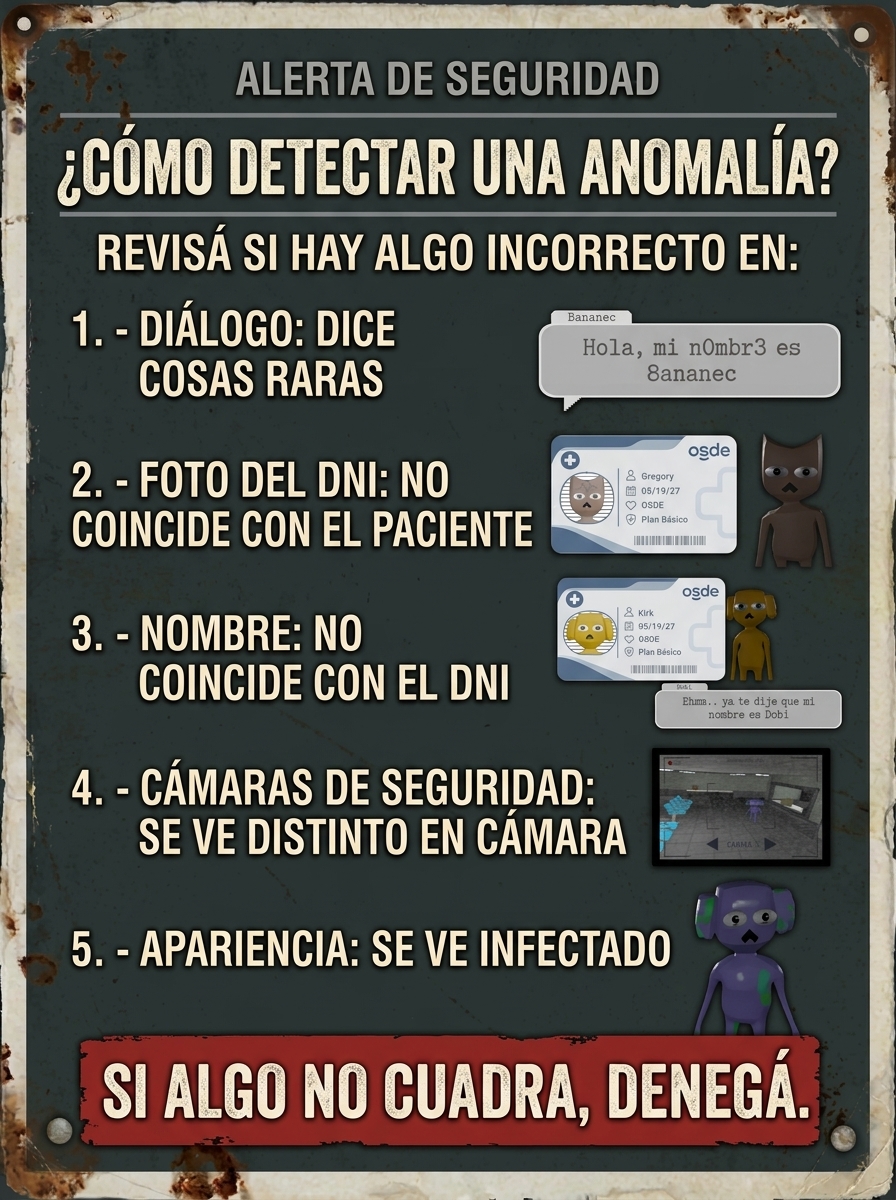 ALERTA DE SEGURIDAD
¿CÓMO DETECTAR UNA ANOMALÍA?
REVISÁ SI HAY ALGO INCORRECTO EN:
1. - DIÁLOGO: DICE
COSAS RARAS
Bananec
Hola, mi n0mbr3 es
8ananec
2. - FOTO DEL DNI: NO
COINCIDE CON EL PACIENTE
osde
Gregory
05/19/27
OSDE
Plan Básico
3. - NOMBRE: NO
COINCIDE CON EL DNI
osde
Kirk
95/19/27
080E
Plan Bésico
Ehmm.. ya te dije que mi
nombre es Dobi
4. - CÁMARAS DE SEGURIDAD:
SE VE DISTINTO EN CÁMARA
5. - APARIENCIA: SE VE INFECTADO
SI ALGO NO CUADRA, DENEGÁ.